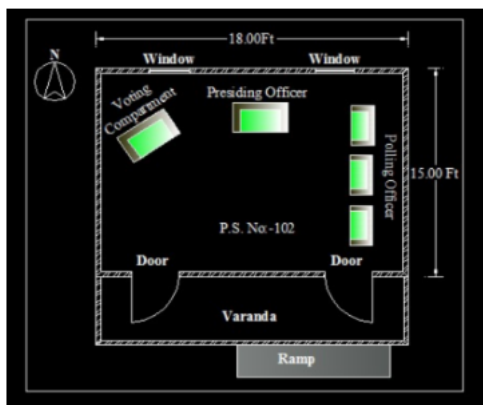 18.00Ft
N
Window
Window
Voting
Compartment
Presiding Officer
Polling Officer
15.00 Ft
P.S. No:-102
Door
Door
Varanda
Ramp